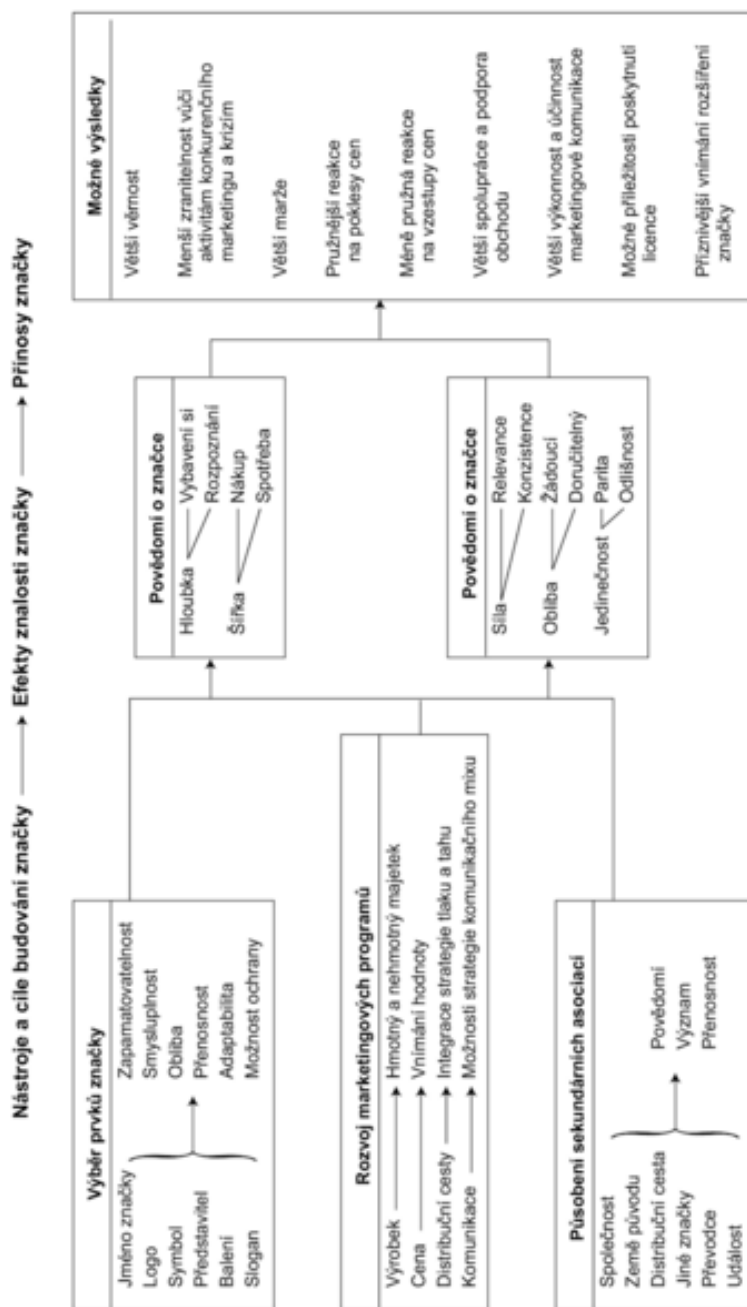 Nástroje a cíle budování značky
Efekty znalosti značky
Přínosy značky
Výběr prvků značky
Jméno značky
Logo
Symbol
Představitel
Balení
Slogan
Zapamatovatelnost
Smysluplnost
Obliba
Přenosnost
Adaptabilita
Možnost ochrany
Rozvoj marketingových programů
Výrobek
Hmotný a nehmotný majetek
Cena
Vnímání hodnoty
Distribuční cesty
Integrace strategie tlaku a tahu
Komunikace
Možnosti strategie komunikačního mixu
Působení sekundárních asociací
Společnost
Země původu
Distribuční cesta
Jiné značky
Převodce
Událost
Povědomí
Význam
Přenosnost
Povědomí o značce
Hloubka
Vybavení si
Rozpoznání
Šířka
Nákup
Spotřeba
Povědomí o značce
Síla
Relevance
Konzistence
Obliba
Žádoucí
Doručitelný
Jedinečnost
Parita
Odlišnost
Možné výsledky
Větší věrnost
Menší zranitelnost vůči
aktivitám konkurenčního
marketingu a krizím
Větší marže
Pružnější reakce
na poklesy cen
Méně pružná reakce
na vzestupy cen
Větší spolupráce a podpora
obchodu
Větší výkonnost a účinnost
marketingové komunikace
Možné příležitosti poskytnutí
licence
Příznivější vnímání rozšíření
značky